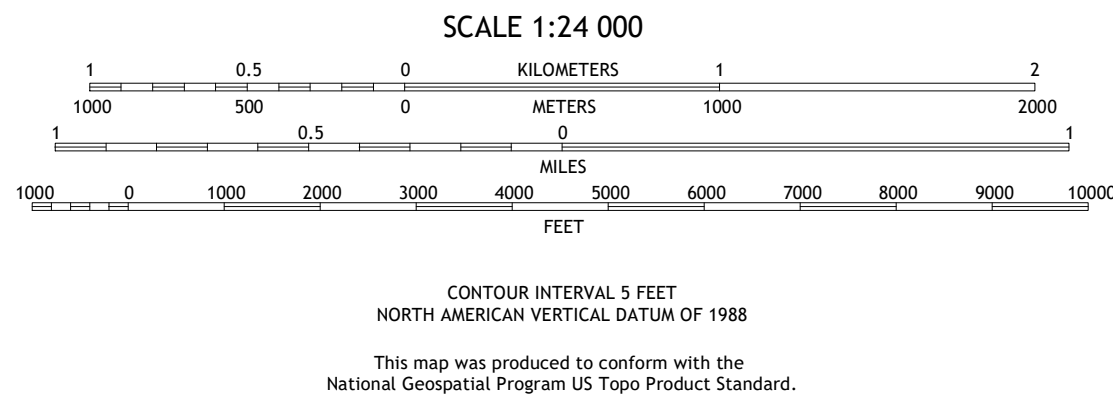 SCALE 1:24 000
1 0.5 0 KILOMETERS 1 2
1000 500 0 METERS 1000 2000
1 0.5 0 1
MILES
1000 0 1000 2000 3000 4000 5000 6000 7000 8000 9000 10000
FEET
CONTOUR INTERVAL 5 FEET
NORTH AMERICAN VERTICAL DATUM OF 1988
This map was produced to conform with the
National Geospatial Program US Topo Product Standard.